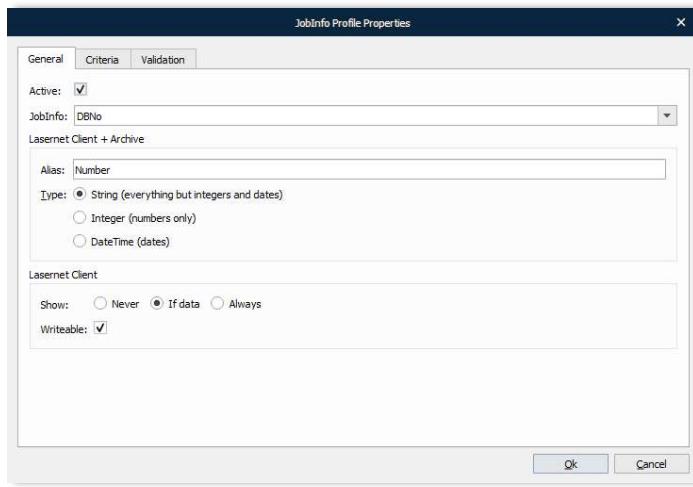 JobInfo Profile Properties
General Criteria Validation
Active:
JobInfo: DBNo
Lasernet Client + Archive
Alias: Number
Type: String (everything but integers and dates)
Integer (numbers only)
DateTime (dates)
Lasernet Client
Show: Never If data Always
Writeable:
Ok Cancel